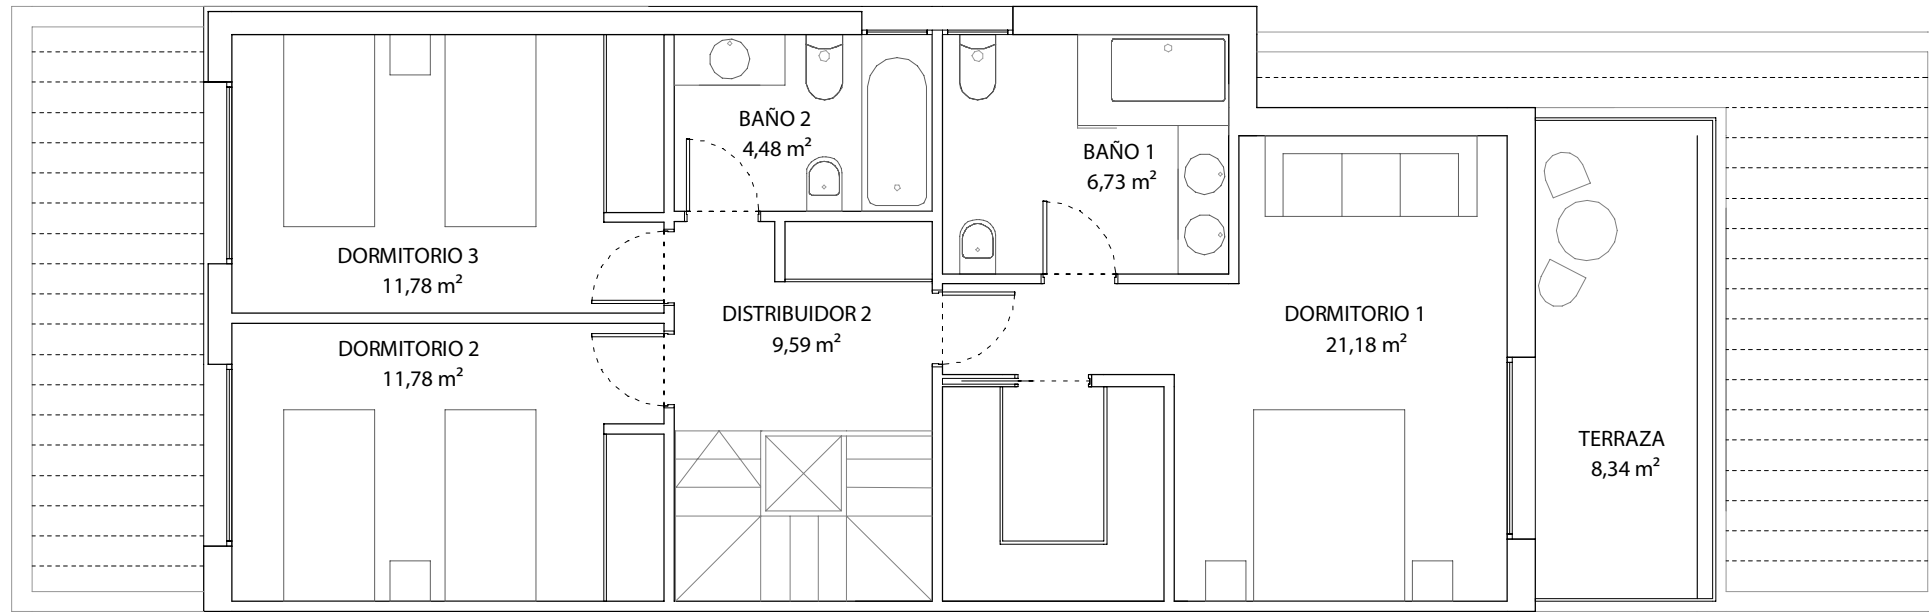 BAÑO 2
4,48 m²
BAÑO 1
6,73 m²
DORMITORIO 3
11,78 m²
DISTRIBUIDOR 2
9,59 m²
DORMITORIO 1
21,18 m²
DORMITORIO 2
11,78 m²
TERRAZA
8,34 m²